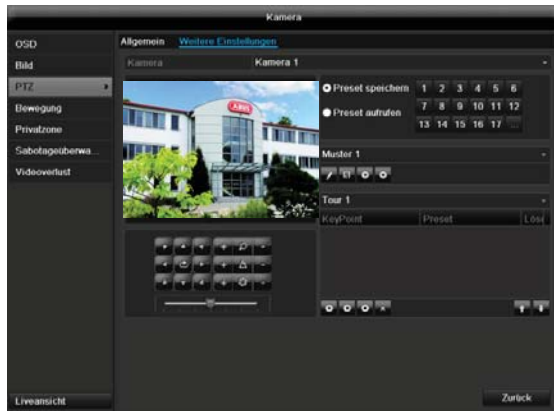 Kamera
OSD
Bild
PTZ
Bewegung
Privatzone
Sabotageüberwa...
Videoverlust
Liveansicht
Allgemein Weitere Einstellungen
Kamera Kamera 1
ABUS
Preset speichern
Preset aufrufen
1 2 3 4 5 6
7 8 9 10 11 12
13 14 15 16 17 ...
Muster 1
Tour 1
KeyPoint Preset Lösc
Zurück